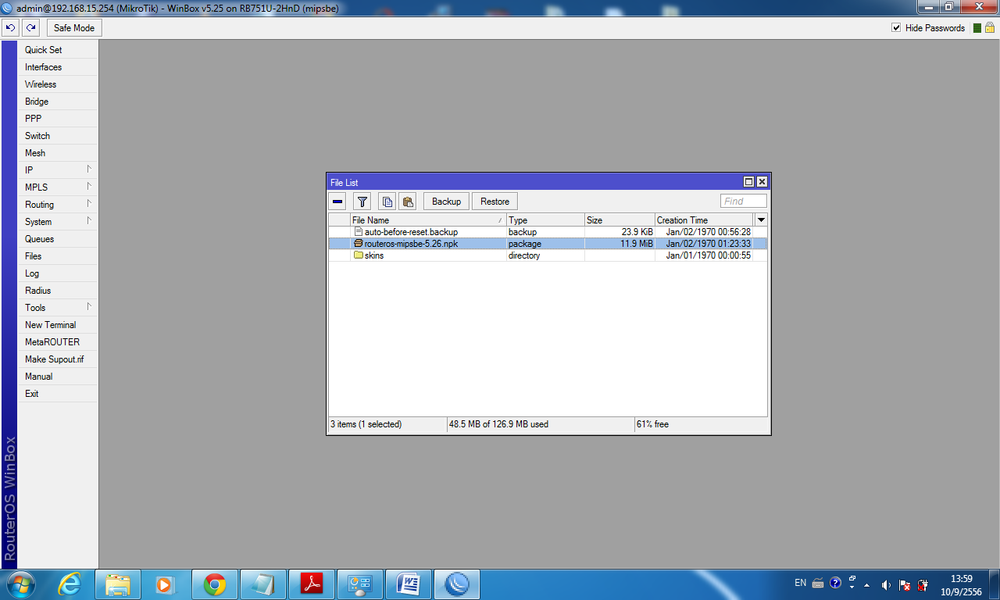 admin@192.168.15.254 (MikroTik) - WinBox v5.25 on RB751U-2HnD (mipsbe)
Safe Mode
Hide Passwords
Quick Set
Interfaces
Wireless
Bridge
PPP
Switch
Mesh
IP
MPLS
Routing
System
Queues
Files
Log
Radius
Tools
New Terminal
MetaROUTER
Make Supout.rif
Manual
Exit
RouterOS WinBox
File List
Backup Restore Find
File Name Type Size Creation Time
auto-before-reset.backup backup 23.9 KiB Jan/02/1970 00:56:28
routeros-mipsbe-5.26.npk package 11.9 MiB Jan/02/1970 01:23:33
skins directory Jan/01/1970 00:00:55
3 items (1 selected) 48.5 MB of 126.9 MB used 61% free
EN
13:59
10/9/2556